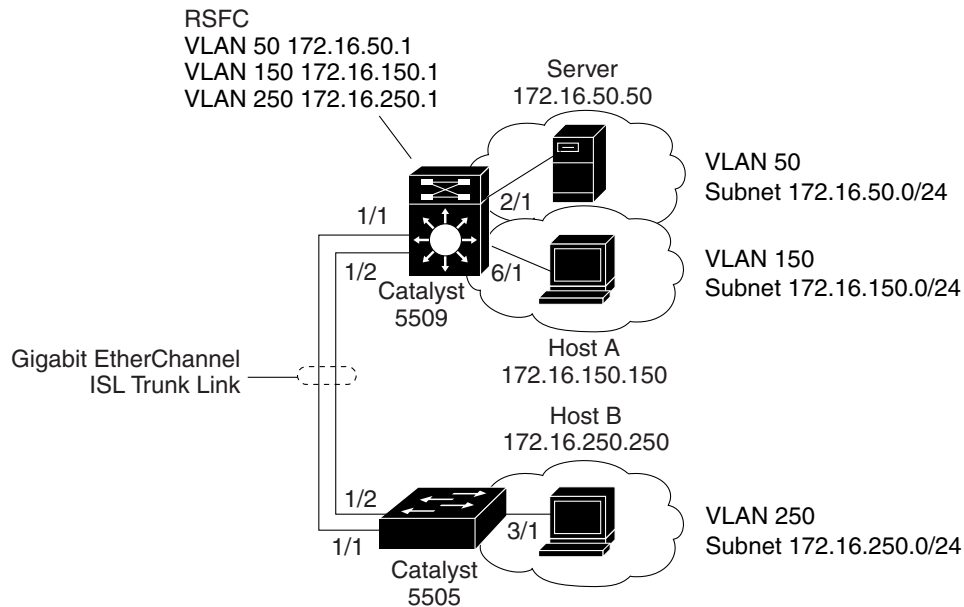 RSFC
VLAN 50 172.16.50.1
VLAN 150 172.16.150.1
VLAN 250 172.16.250.1
Server
172.16.50.50
VLAN 50
Subnet 172.16.50.0/24
2/1
1/1
1/2
6/1
Catalyst
5509
VLAN 150
Subnet 172.16.150.0/24
Host A
172.16.150.150
Gigabit EtherChannel
ISL Trunk Link
Host B
172.16.250.250
1/2
1/1
3/1
Catalyst
5505
VLAN 250
Subnet 172.16.250.0/24